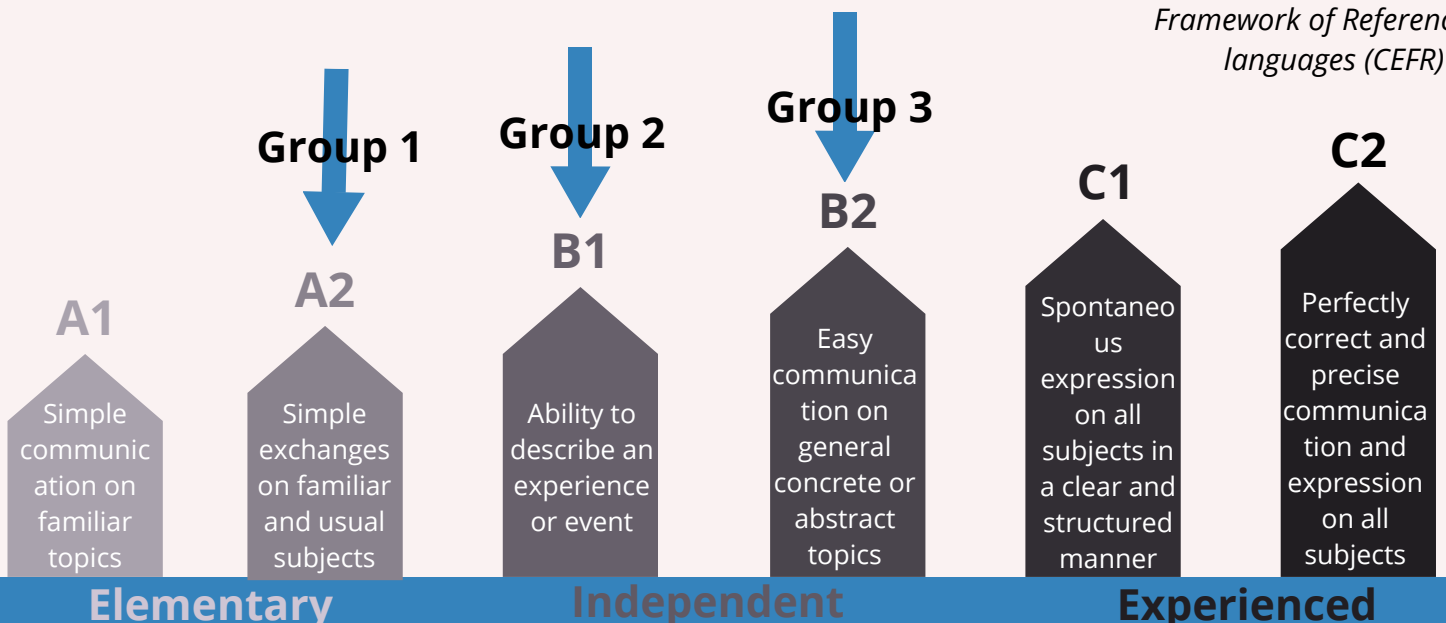 Framework of Referenc
languages (CEFR)
Group 1
Group 2
Group 3
A1
A2
B1
B2
C1
C2
Simple
communic
ation on
familiar
topics
Simple
exchanges
on familiar
and usual
subjects
Ability to
describe an
experience
or event
Easy
communica
tion on
general
concrete or
abstract
topics
Spontaneo
us
expression
on all
subjects in
a clear and
structured
manner
Perfectly
correct and
precise
communica
tion and
expression
on all
subjects
Elementary
Independent
Experienced